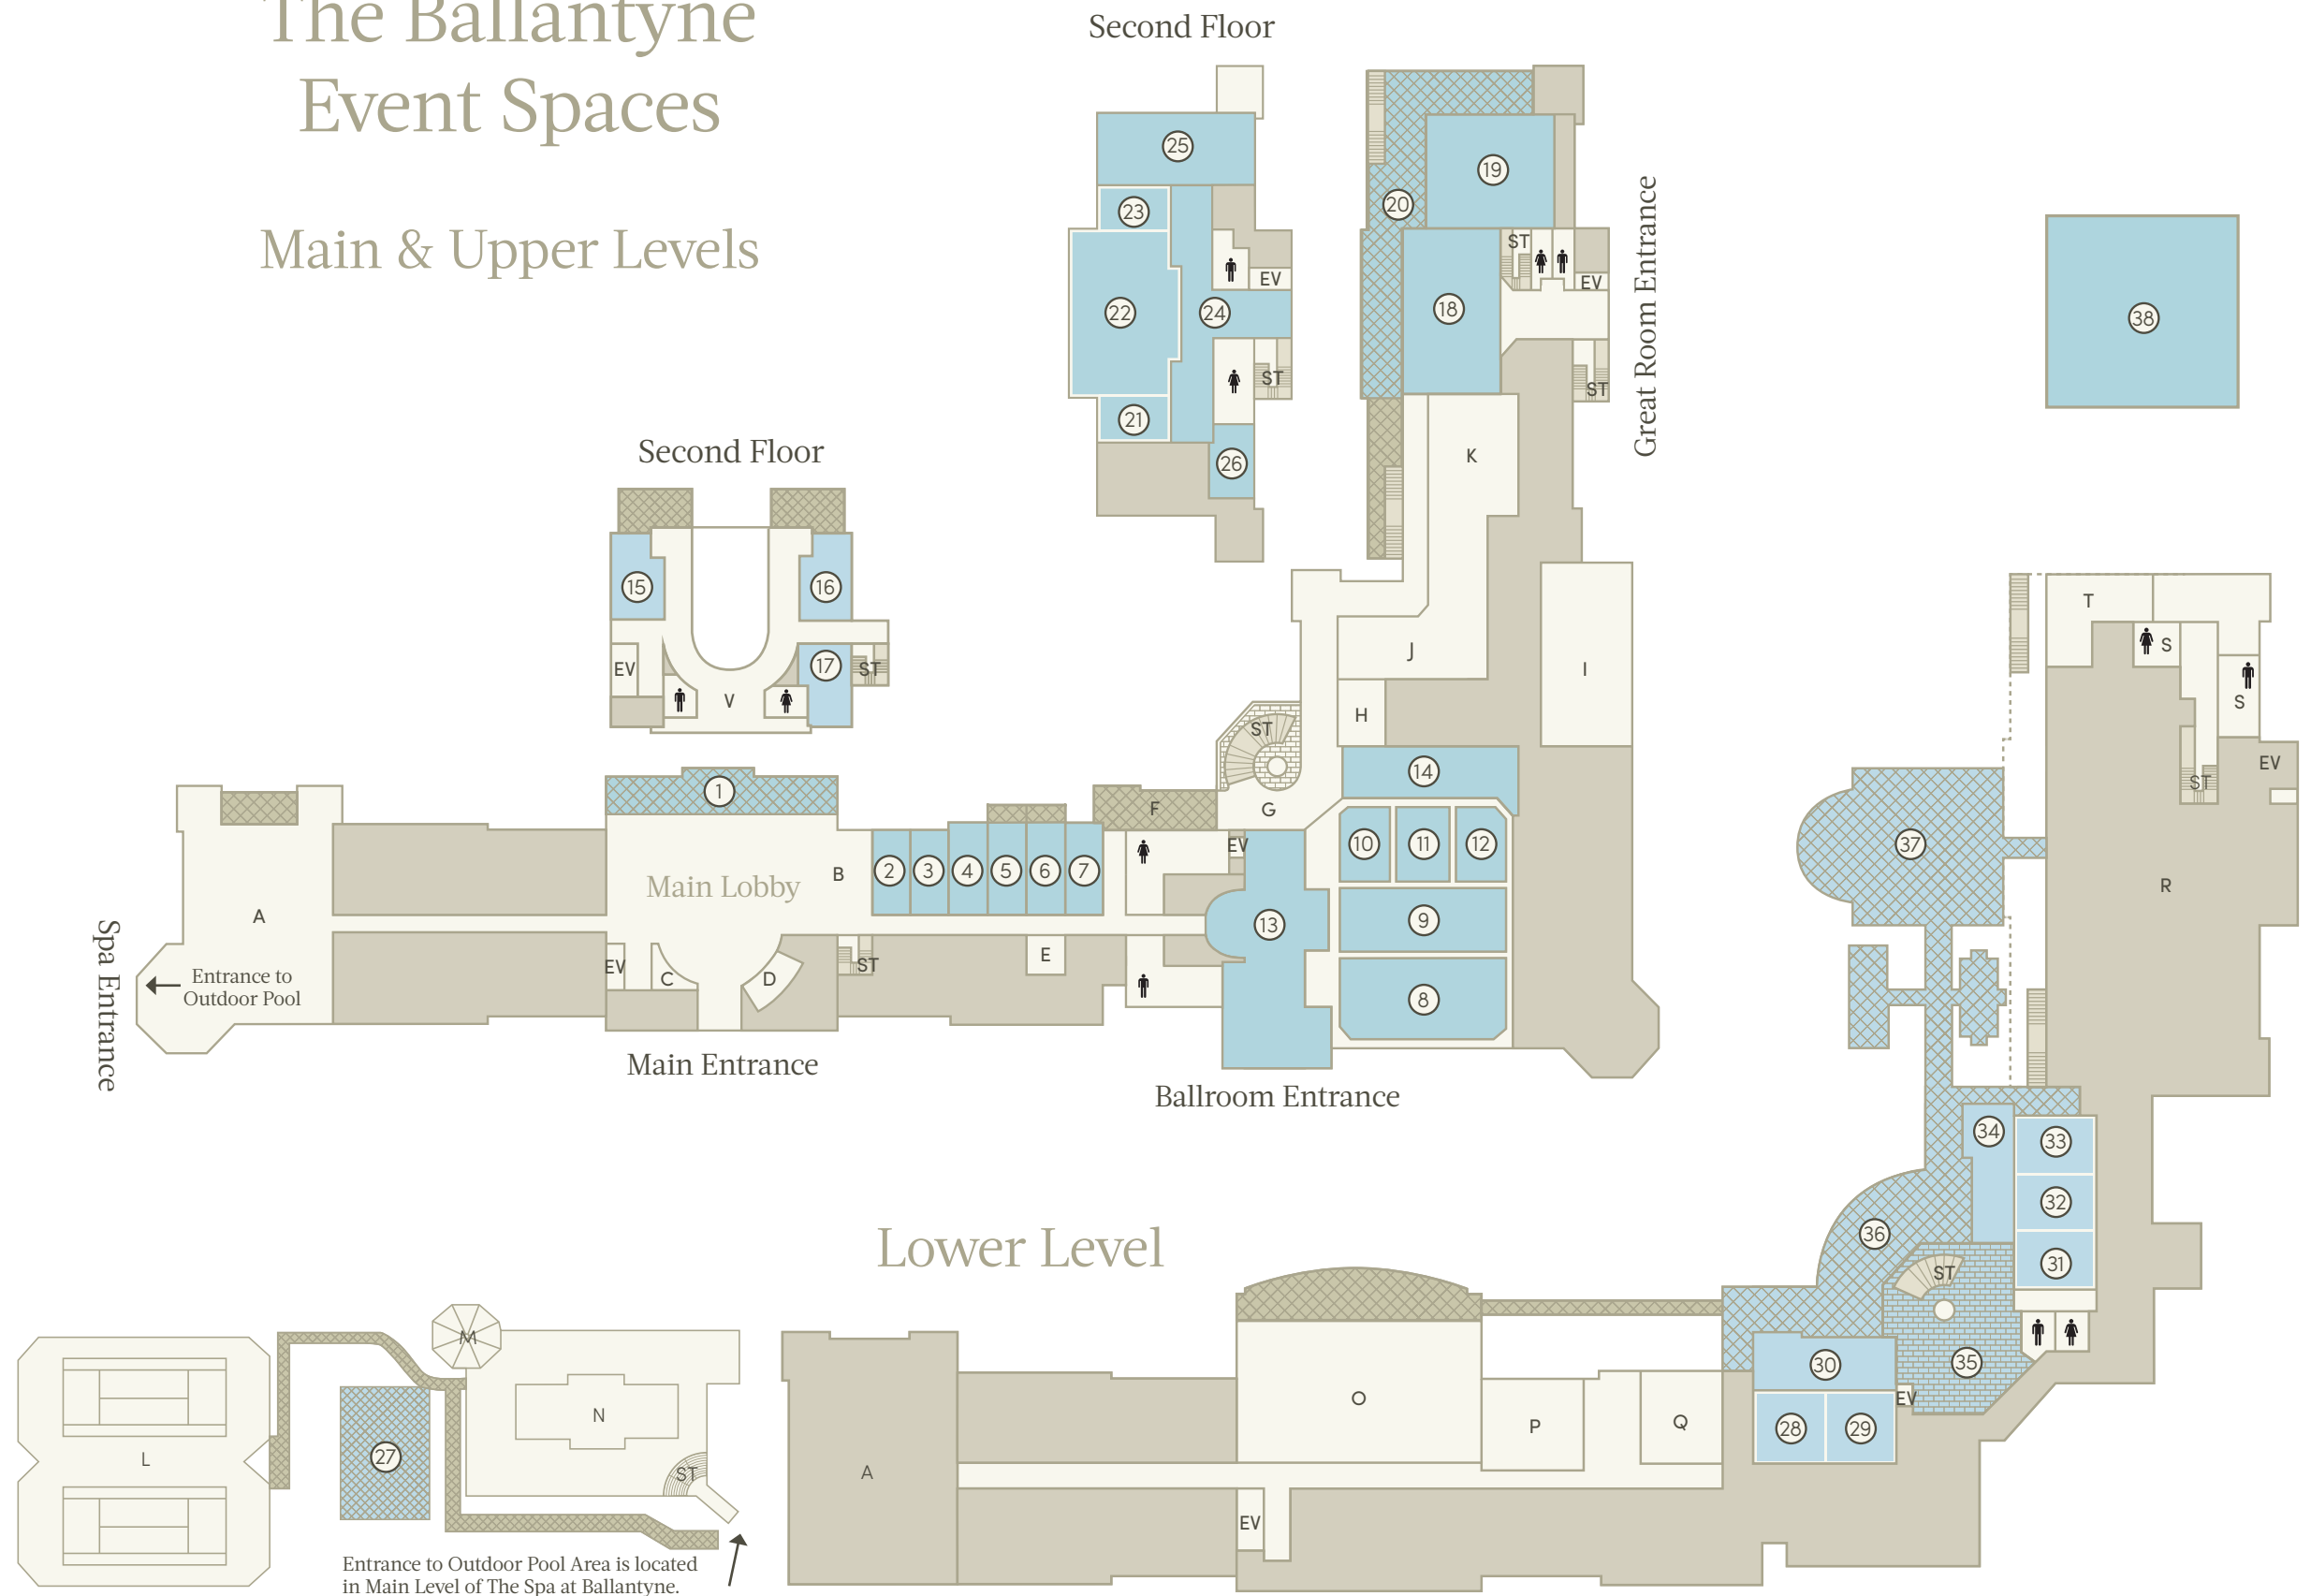 The Ballantyne
Event Spaces
Main & Upper Levels
Second Floor
25
23
22
24
21
26
EV
ST
19
20
18
ST
EV
ST
K
Great Room Entrance
38
Second Floor
15
16
17
EV
ST
V
J
I
H
ST
G
F
14
10
11
12
9
8
13
EV
1
Main Lobby
B
2
3
4
5
6
7
A
Spa Entrance
Entrance to
Outdoor Pool
EV
C
D
ST
E
Main Entrance
Ballroom Entrance
T
S
S
EV
ST
R
37
34
33
32
31
36
ST
35
30
28
29
EV
Lower Level
M
N
L
27
ST
Entrance to Outdoor Pool Area is located
in Main Level of The Spa at Ballantyne.
A
O
P
Q
EV